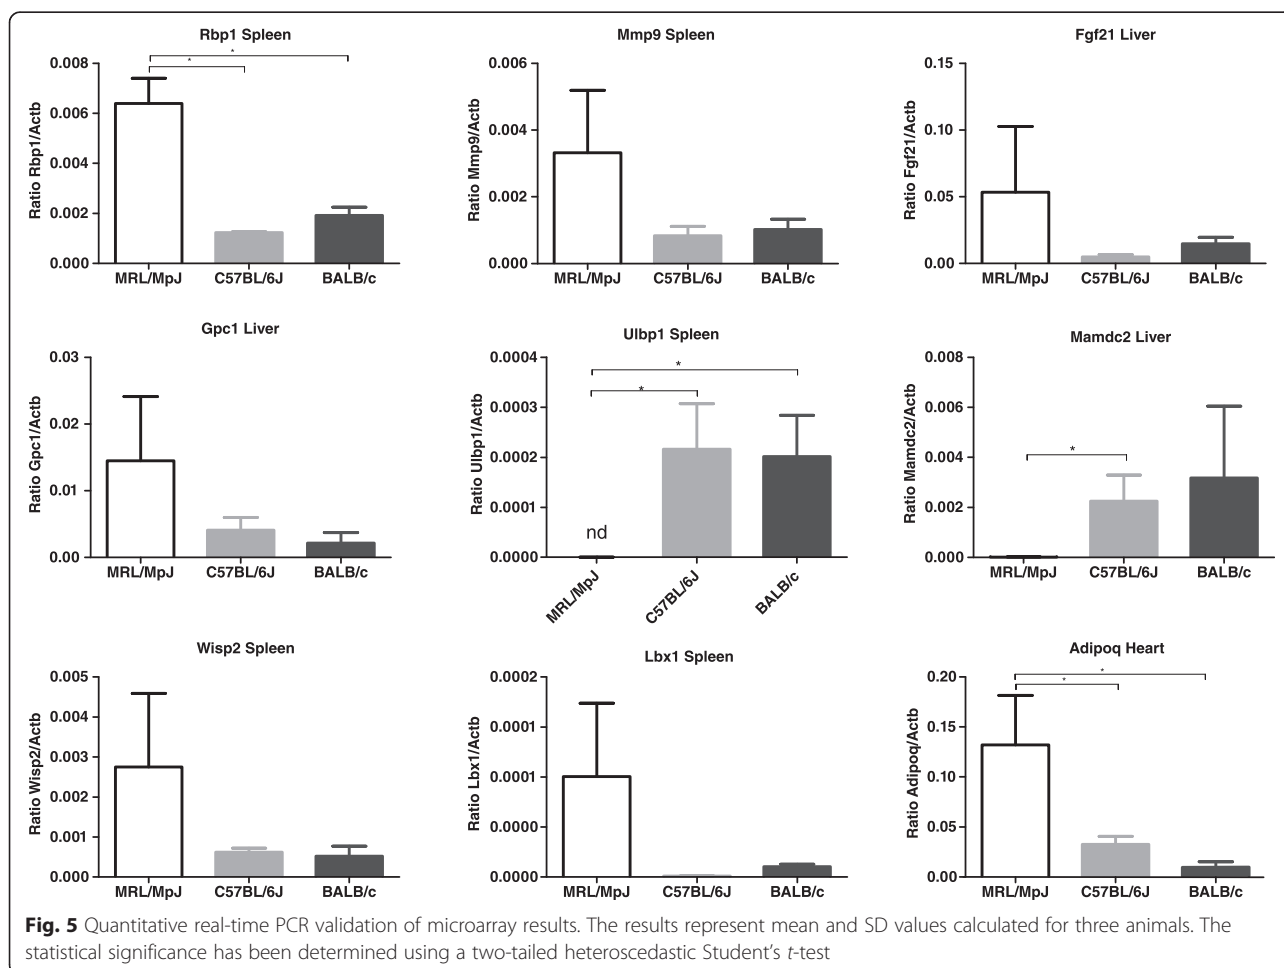 Rbp1 Spleen
Ratio Rbp1/Actb
0.008
0.006
0.004
0.002
0.000
* *
MRL/MpJ C57BL/6J BALB/c
Mmp9 Spleen
Ratio Mmp9/Actb
0.006
0.004
0.002
0.000
MRL/MpJ C57BL/6J BALB/c
Fgf21 Liver
Ratio Fgf21/Actb
0.15
0.10
0.05
0.00
MRL/MpJ C57BL/6J BALB/c
Gpc1 Liver
Ratio Gpc1/Actb
0.03
0.02
0.01
0.00
MRL/MpJ C57BL/6J BALB/c
Ulbp1 Spleen
Ratio Ulbp1/Actb
0.0004
0.0003
0.0002
0.0001
0.0000
*
*
nd
MRL/MpJ C57BL/6J BALB/c
Mamdc2 Liver
Ratio Mamdc2/Actb
0.008
0.006
0.004
0.002
0.000
*
MRL/MpJ C57BL/6J BALB/c
Wisp2 Spleen
Ratio Wisp2/Actb
0.005
0.004
0.003
0.002
0.001
0.000
MRL/MpJ C57BL/6J BALB/c
Lbx1 Spleen
Ratio Lbx1/Actb
0.0002
0.0001
0.0001
0.0000
0.0000
MRL/MpJ C57BL/6J BALB/c
Adipoq Heart
Ratio Adipoq/Actb
0.20
0.15
0.10
0.05
0.00
*
*
MRL/MpJ C57BL/6J BALB/c
Fig. 5 Quantitative real-time PCR validation of microarray results. The results represent mean and SD values calculated for three animals. The
statistical significance has been determined using a two-tailed heteroscedastic Student’s t-test